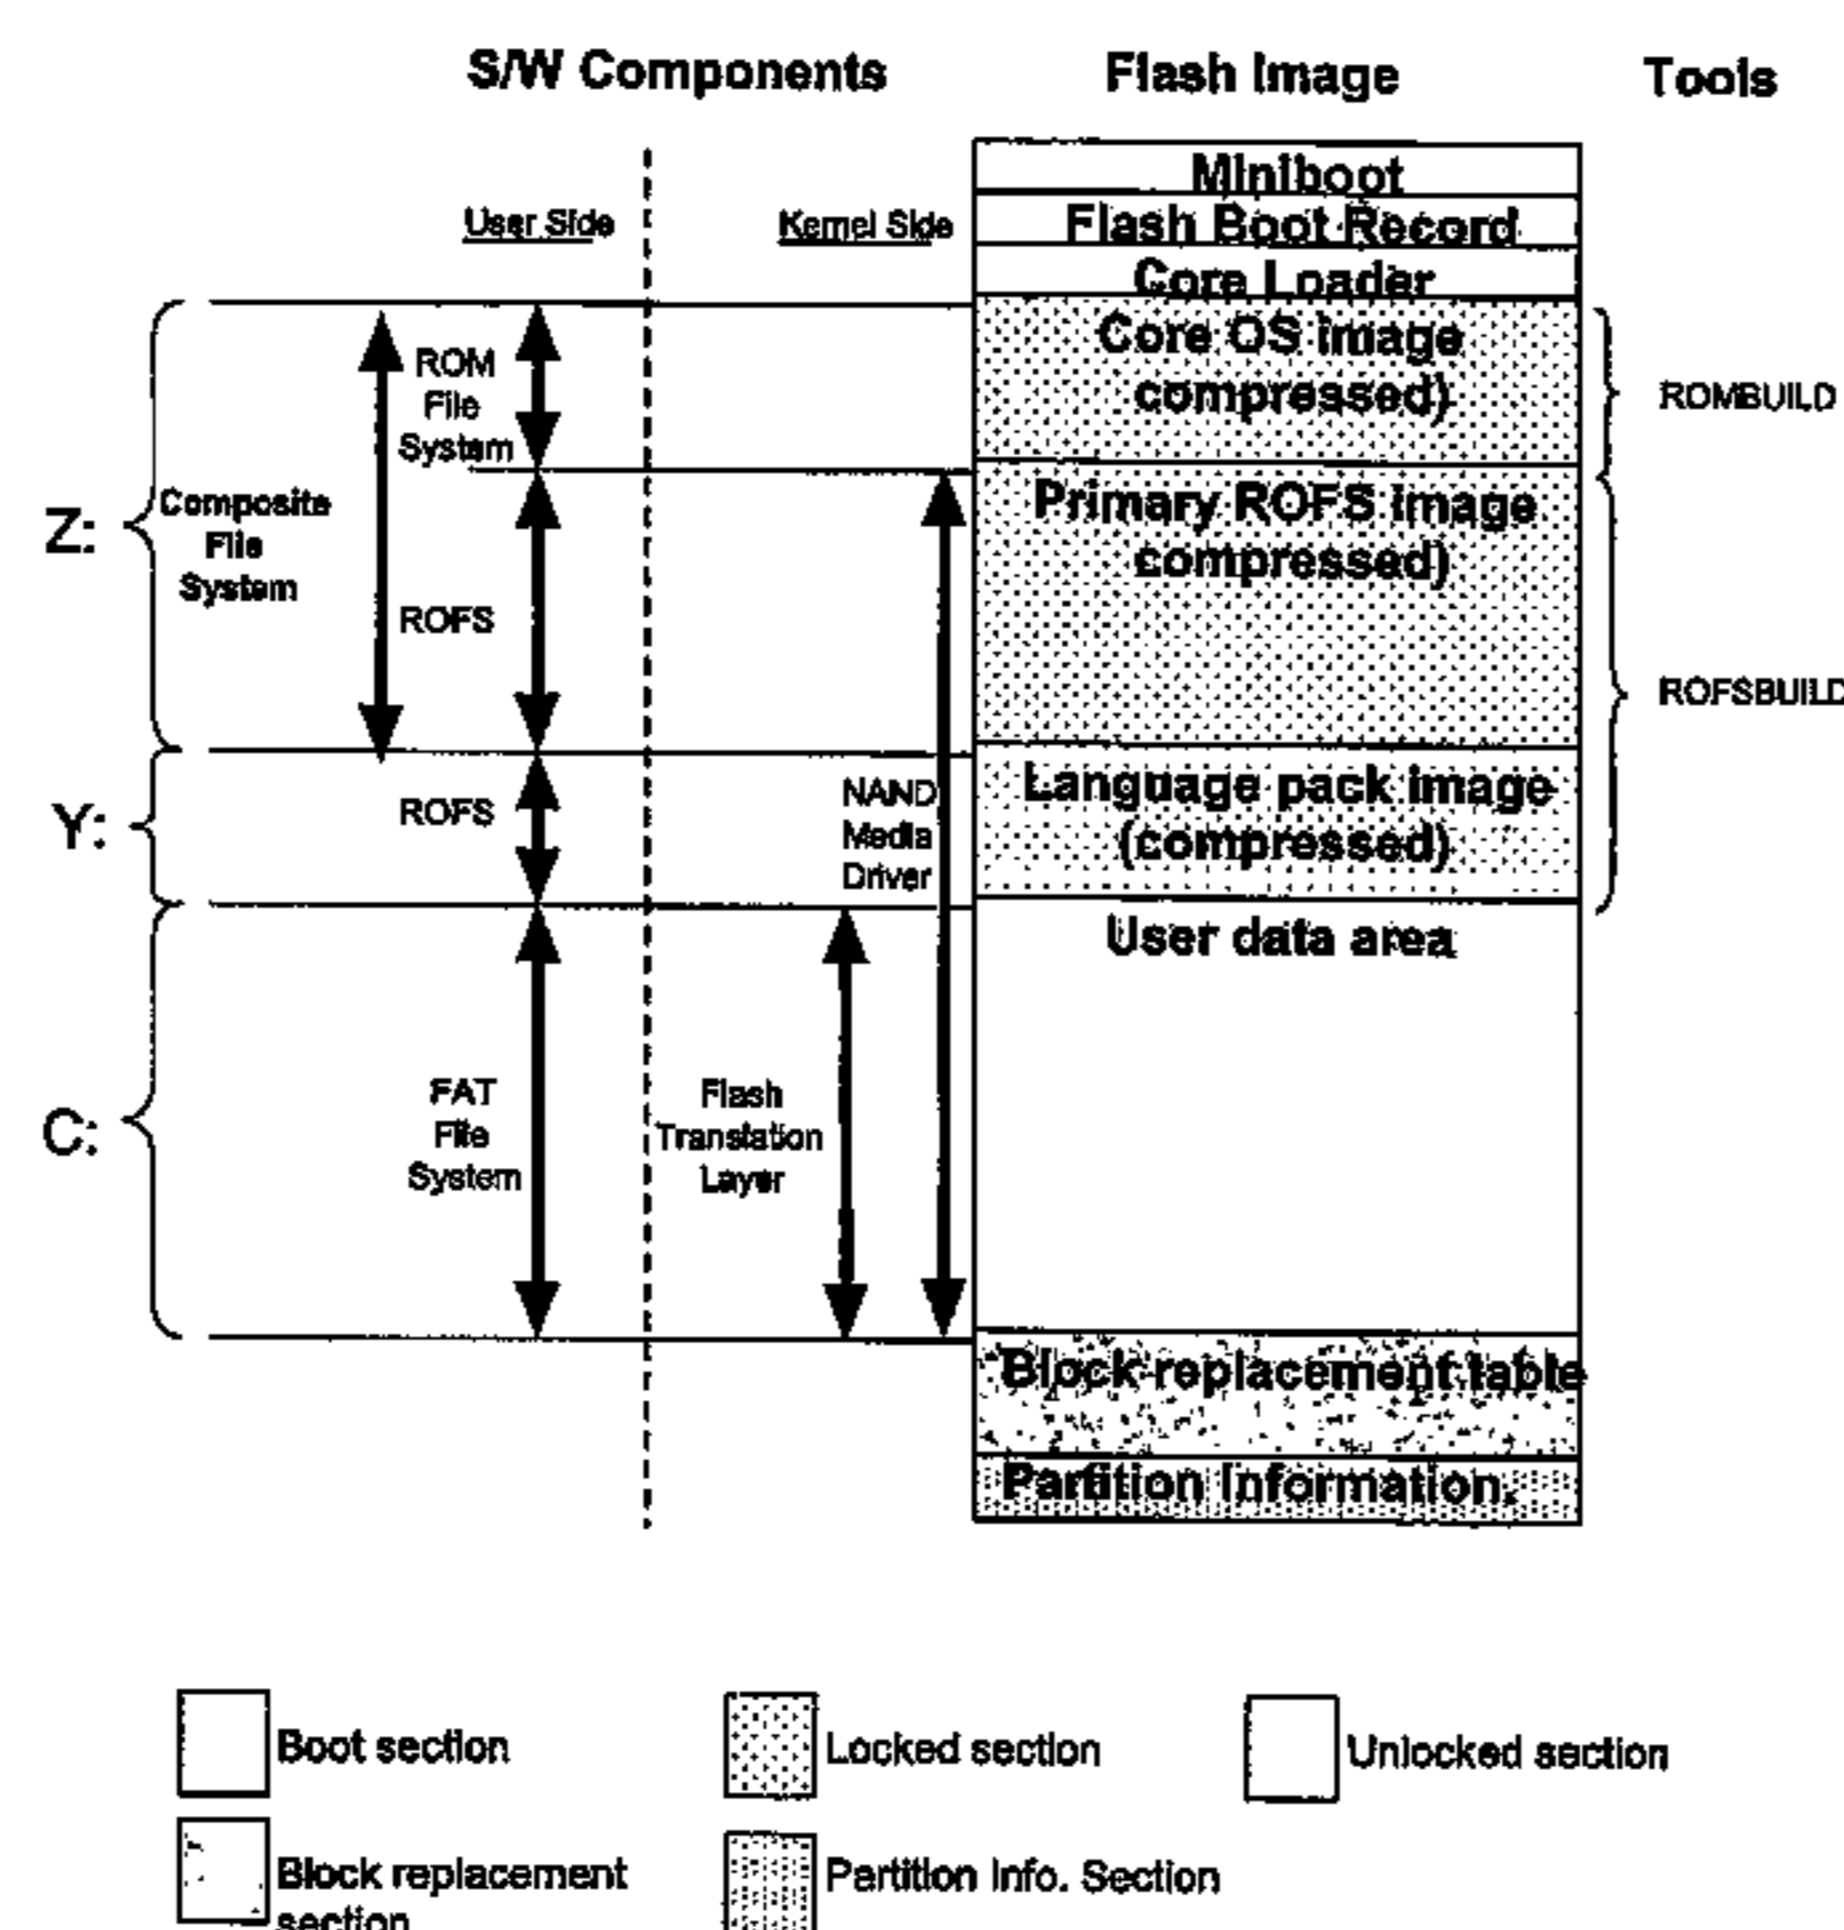 S/W Components Flash Image Tools
Miniboot
User Side Kernel Side Flash Boot Record
Core Loader
Core OS image
compressed)
ROM
File
System
ROMBUILD
Primary ROFS image
compressed)
Z:
Composite
File
System
ROFS
ROFSBUILD
Language pack image
(compressed)
Y:
ROFS
NAND
Media
Driver
User data area
C:
FAT
File
System
Flash
Translation
Layer
Block replacement table
Partition Information.
Boot section
Locked section
Unlocked section
Block replacement
section
Partition Info. Section